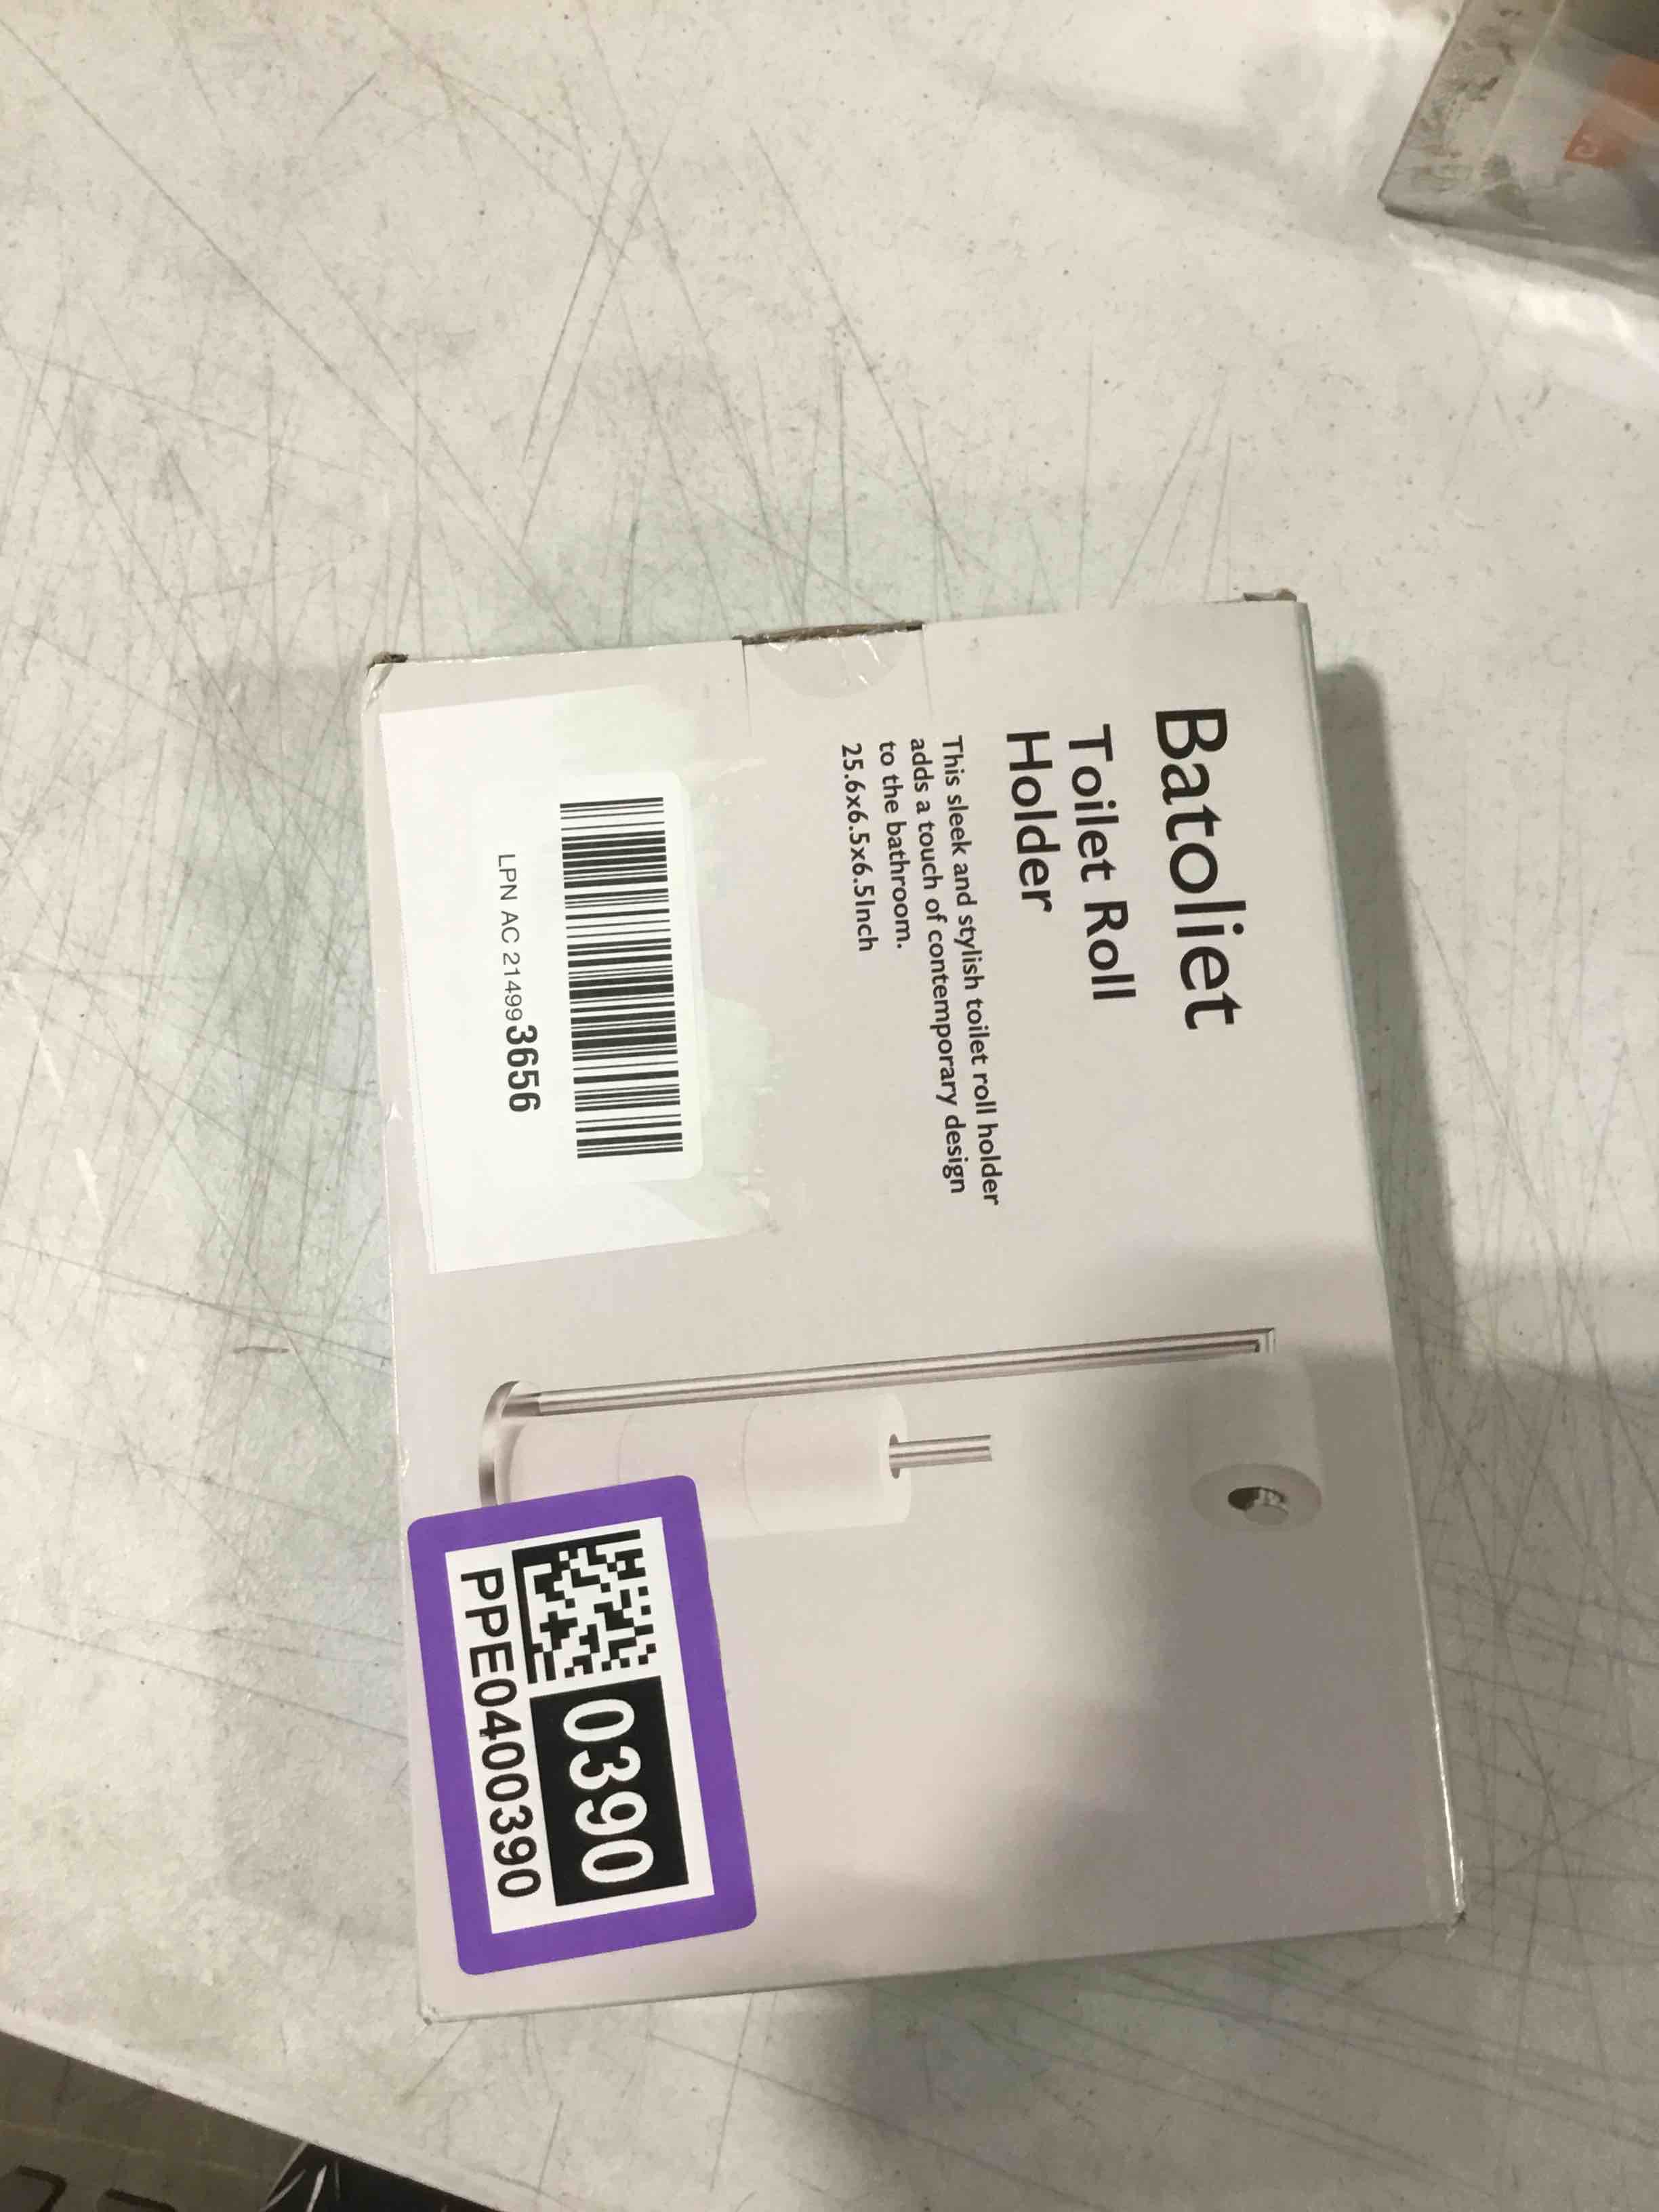 Batoliet
Toilet Roll
Holder
This sleek and stylish toilet roll holder
adds a touch of contemporary design
to the bathroom.
25.6x6.5x6.5Inch
LPN AC 214993656
0390
PPE0400390